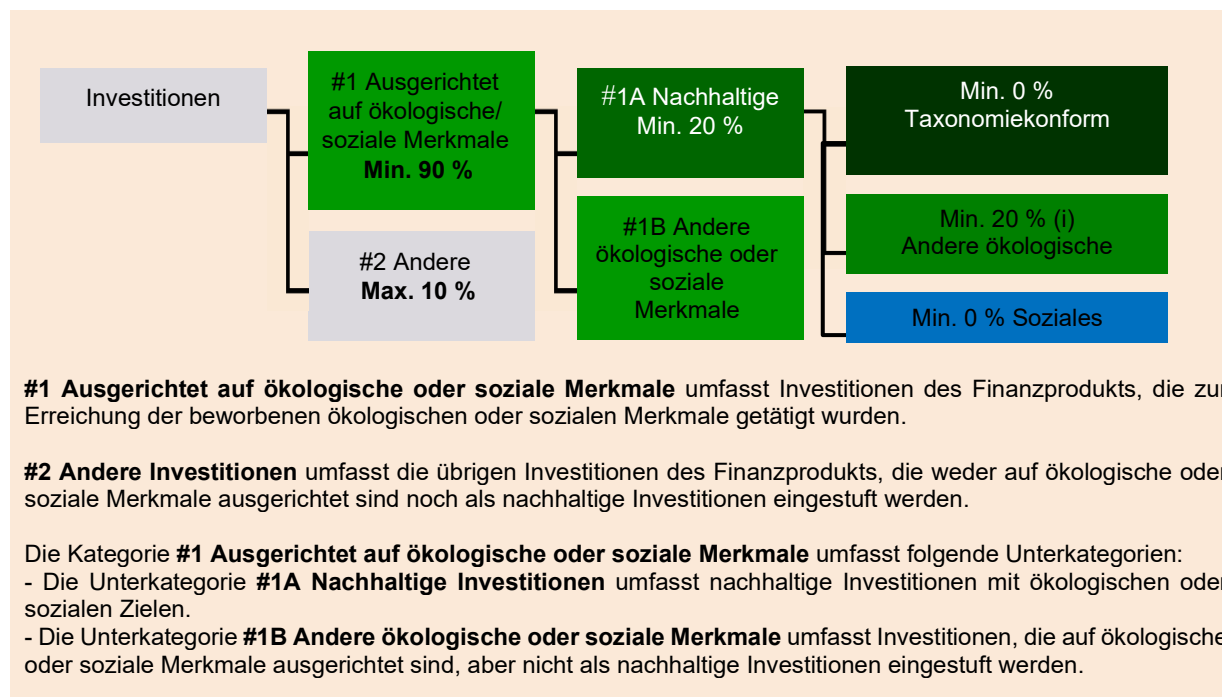 Investitionen
#1 Ausgerichtet
auf ökologische/
soziale Merkmale
Min. 90 %
#2 Andere
Max. 10 %
#1A Nachhaltige
Min. 20 %
#1B Andere
ökologische oder
soziale
Merkmale
Min. 0 %
Taxonomiekonform
Min. 20 % (i)
Andere ökologische
Min. 0 % Soziales
#1 Ausgerichtet auf ökologische oder soziale Merkmale umfasst Investitionen des Finanzprodukts, die zur
Erreichung der beworbenen ökologischen oder sozialen Merkmale getätigt wurden.
#2 Andere Investitionen umfasst die übrigen Investitionen des Finanzprodukts, die weder auf ökologische oder
soziale Merkmale ausgerichtet sind noch als nachhaltige Investitionen eingestuft werden.
Die Kategorie #1 Ausgerichtet auf ökologische oder soziale Merkmale umfasst folgende Unterkategorien:
- Die Unterkategorie #1A Nachhaltige Investitionen umfasst nachhaltige Investitionen mit ökologischen oder
sozialen Zielen.
- Die Unterkategorie #1B Andere ökologische oder soziale Merkmale umfasst Investitionen, die auf ökologische
oder soziale Merkmale ausgerichtet sind, aber nicht als nachhaltige Investitionen eingestuft werden.